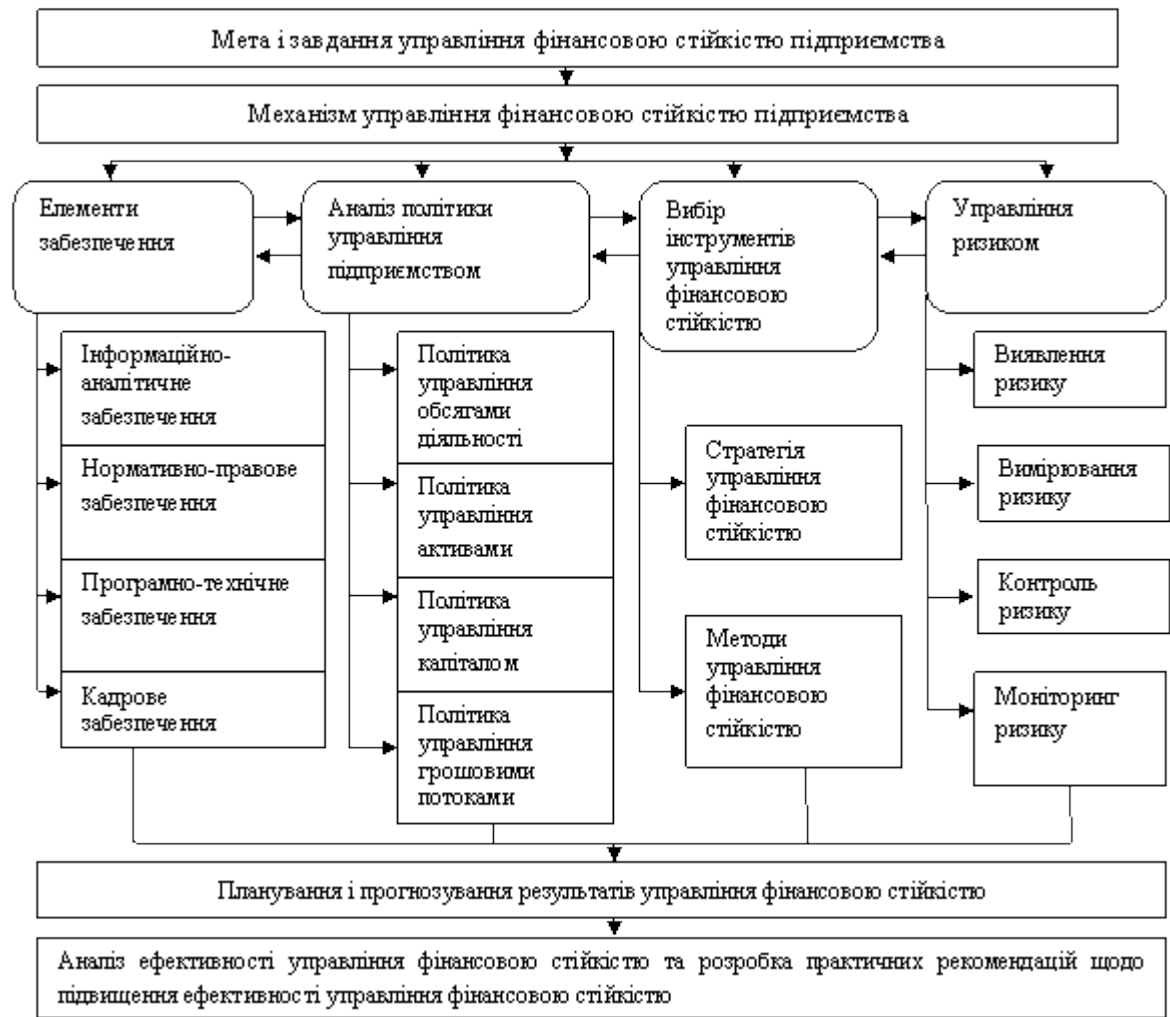 Мета і завдання управління фінансовою стійкістю підприємства
Механізм управління фінансовою стійкістю підприємства
Елементи
забезпечення
Аналіз політики
управління
підприємством
Вибір
інструментів
управління
фінансовою
стійкістю
Управління
ризиком
Інформаційно-
аналітичне
забезпечення
Нормативно-правове
забезпечення
Програмно-технічне
забезпечення
Кадрове
забезпечення
Політика
управління
обсягами
діяльності
Політика
управління
активами
Політика
управління
капіталом
Політика
управління
грошовими
потоками
Стратегія
управління
фінансовою
стійкістю
Методи
управління
фінансовою
стійкістю
Виявлення
ризику
Вимірювання
ризику
Контроль
ризику
Моніторинг
ризику
Планування і прогнозування результатів управління фінансовою стійкістю
Аналіз ефективності управління фінансовою стійкістю та розробка практичних рекомендацій щодо
підвищення ефективності управління фінансовою стійкістю